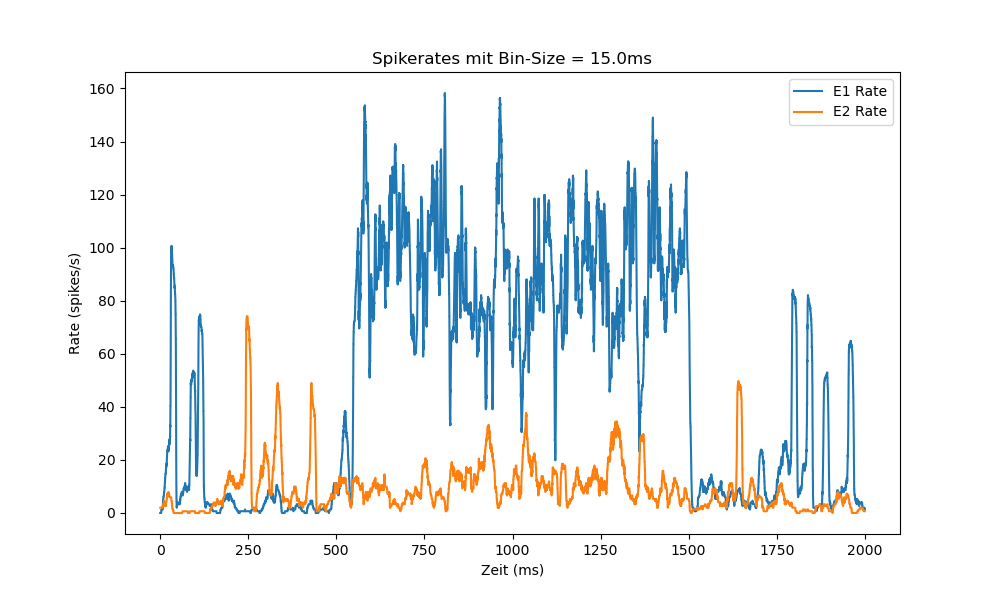 Spikerates mit Bin-Size = 15.0ms
E1 Rate
E2 Rate
160
140
120
100
80
60
40
20
0
Rate (spikes/s)
0 250 500 750 1000 1250 1500 1750 2000
Zeit (ms)